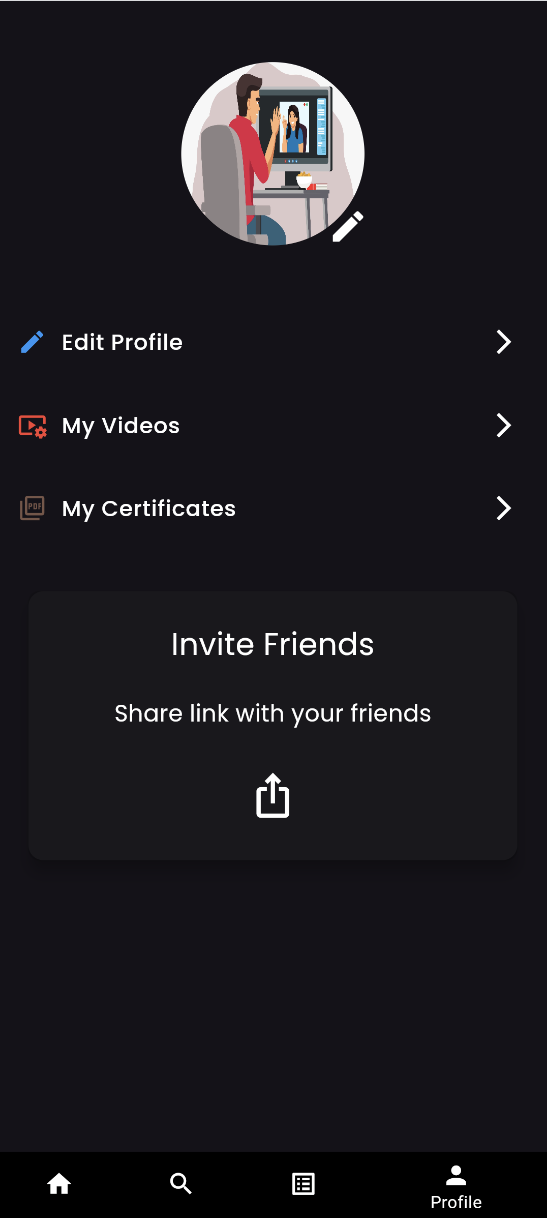 Edit Profile
My Videos
PDF
My Certificates
Invite Friends
Share link with your friends
Profile